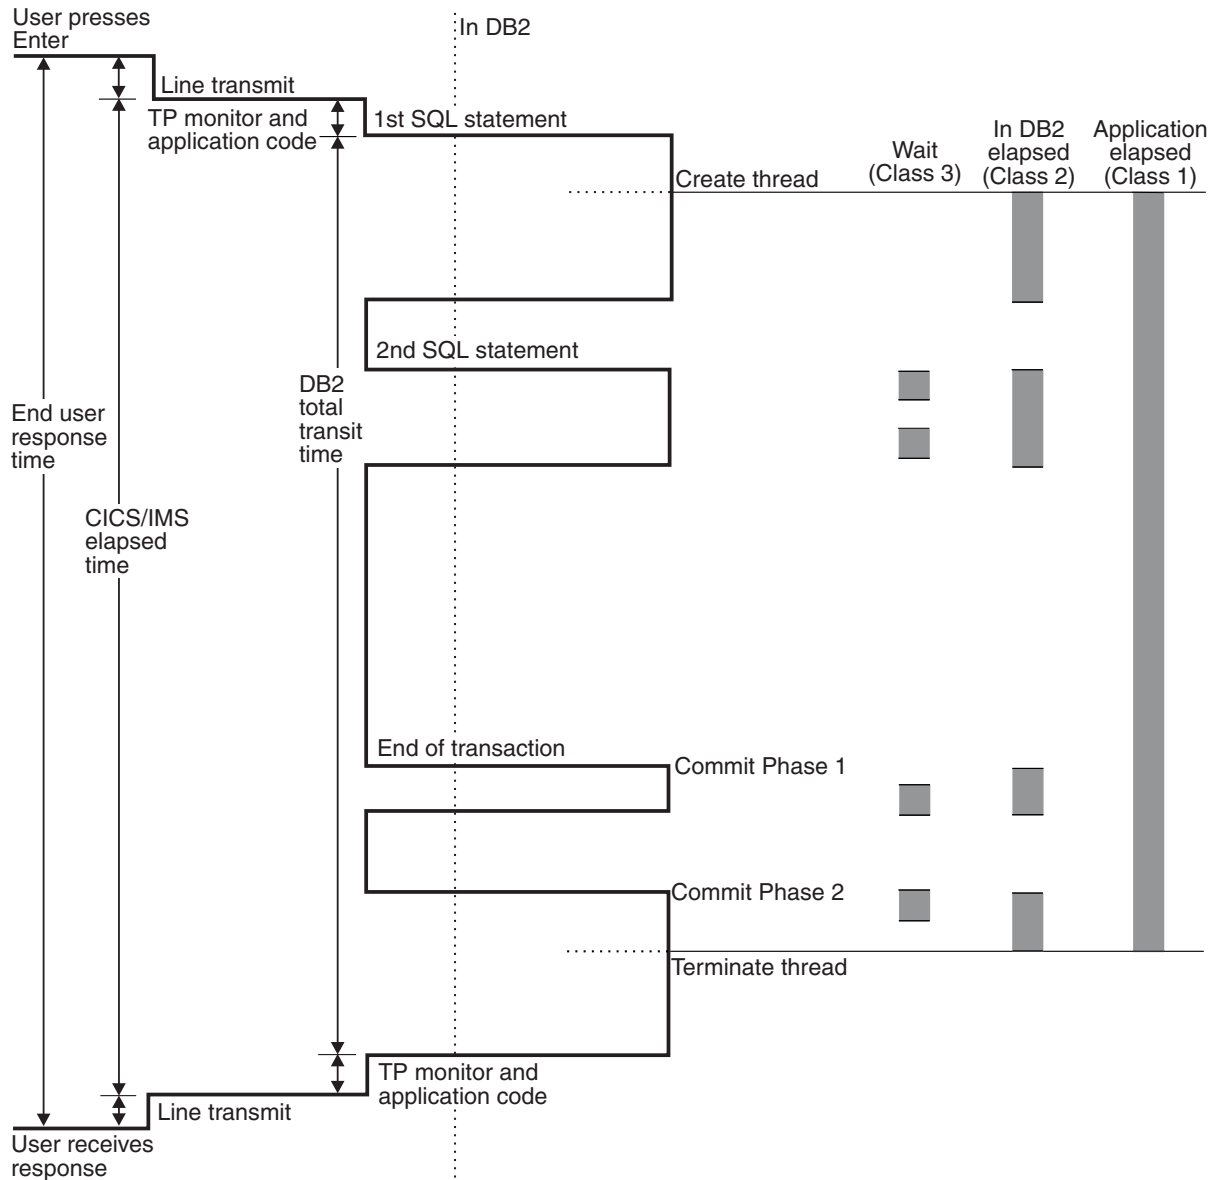 User presses
Enter
In DB2
Line transmit
TP monitor and
application code
1st SQL statement
Wait
(Class 3)
In DB2
elapsed
(Class 2)
Application
elapsed
(Class 1)
Create thread
2nd SQL statement
DB2
total
transit
time
End user
response
time
CICS/IMS
elapsed
time
End of transaction
Commit Phase 1
Commit Phase 2
Terminate thread
TP monitor and
application code
Line transmit
User receives
response